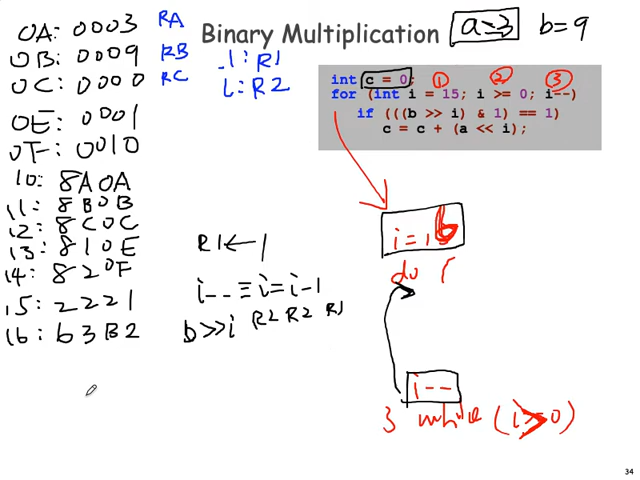 Binary Multiplication
a=3
b=9
0A: 0003 RA
0B: 0009 RB
0C: 0000 RC
0E: 0001
0F: 0010
10: 8A0A
11: 8B0B
12: 8C0C
13: 810E
14: 820F
15: 2221
16: b3B2
1: R1
i: R2
int c = 0;
for (int i = 15; i >= 0; i--)
if (((b >> i) & 1) == 1)
c = c + (a << i);
1
2
3
R1←1
i-- ≡ i=i-1
R2 R2 R1
b>>i
i=16
do {
i--
} while (i>0)
34